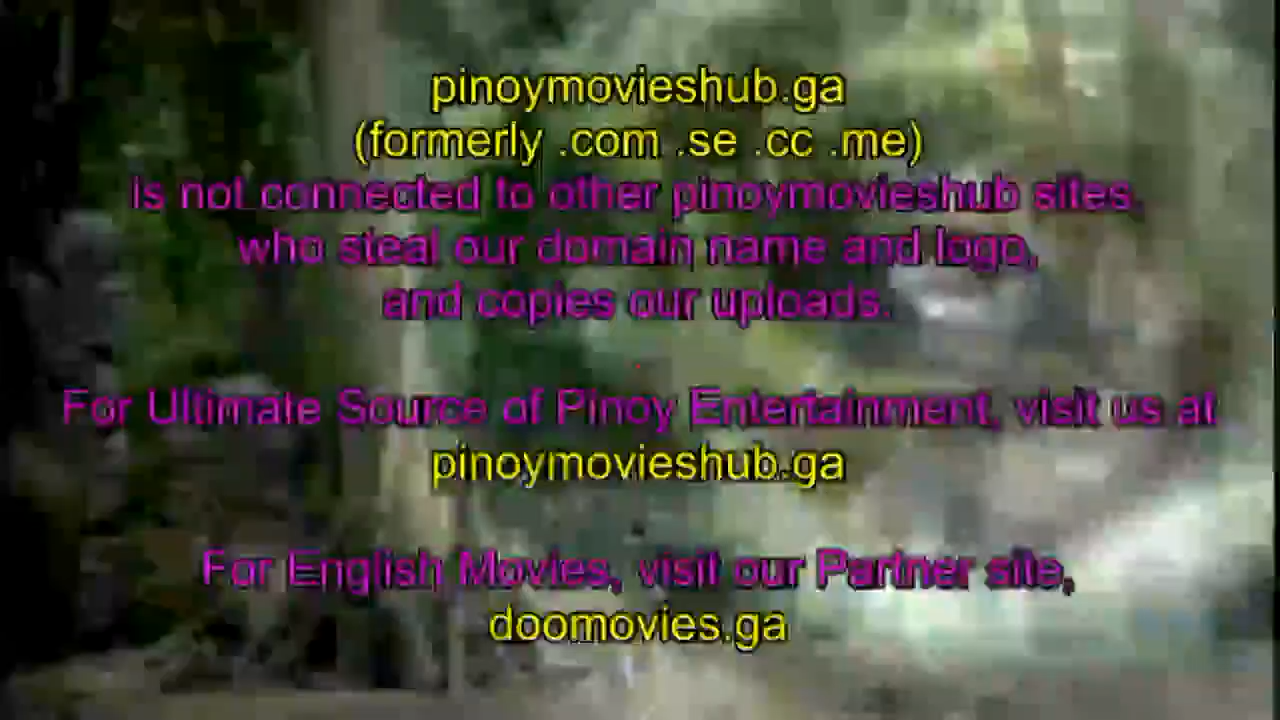 pinoymovieshub.ga
(formerly .com .se .cc .me)
is not connected to other pinoymovieshub sites,
who steal our domain name and logo,
and copies our uploads.
For Ultimate Source of Pinoy Entertainment, visit us at
pinoymovieshub.ga
For English Movies, visit our Partner site,
doomovies.ga